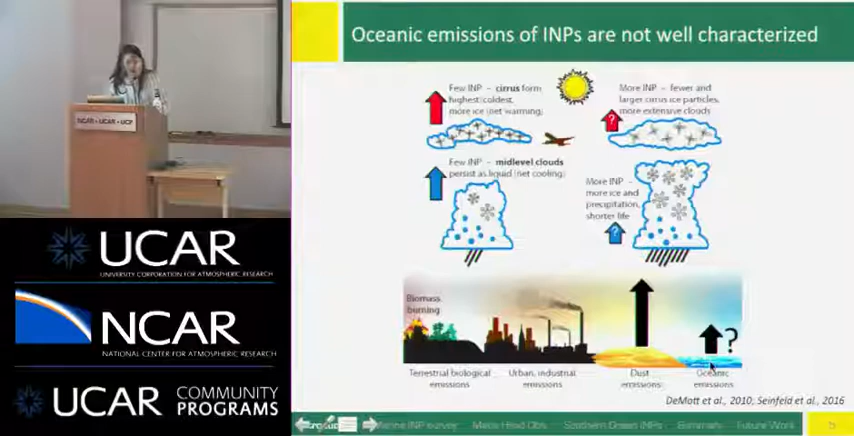 Oceanic emissions of INPs are not well characterized
Few INP – cirrus form
highest/coldest,
more ice (net warming)
More INP – fewer and
larger cirrus ice particles,
more extensive clouds
?
Few INP – midlevel clouds
persist as liquid (net cooling)
More INP –
more ice and
precipitation,
shorter life
?
Biomass
burning
?
Terrestrial biological
emissions
Urban, industrial
emissions
Dust
emissions
Oceanic
emissions
DeMott et al., 2010; Seinfeld et al., 2016
Marine INP survey
Mace Head Obs.
Southern Ocean INPs
Summary
Future Work
5
NCAR • UCAR • UCP
UCAR
UNIVERSITY CORPORATION FOR ATMOSPHERIC RESEARCH
NCAR
NATIONAL CENTER FOR ATMOSPHERIC RESEARCH
UCAR
COMMUNITY
PROGRAMS